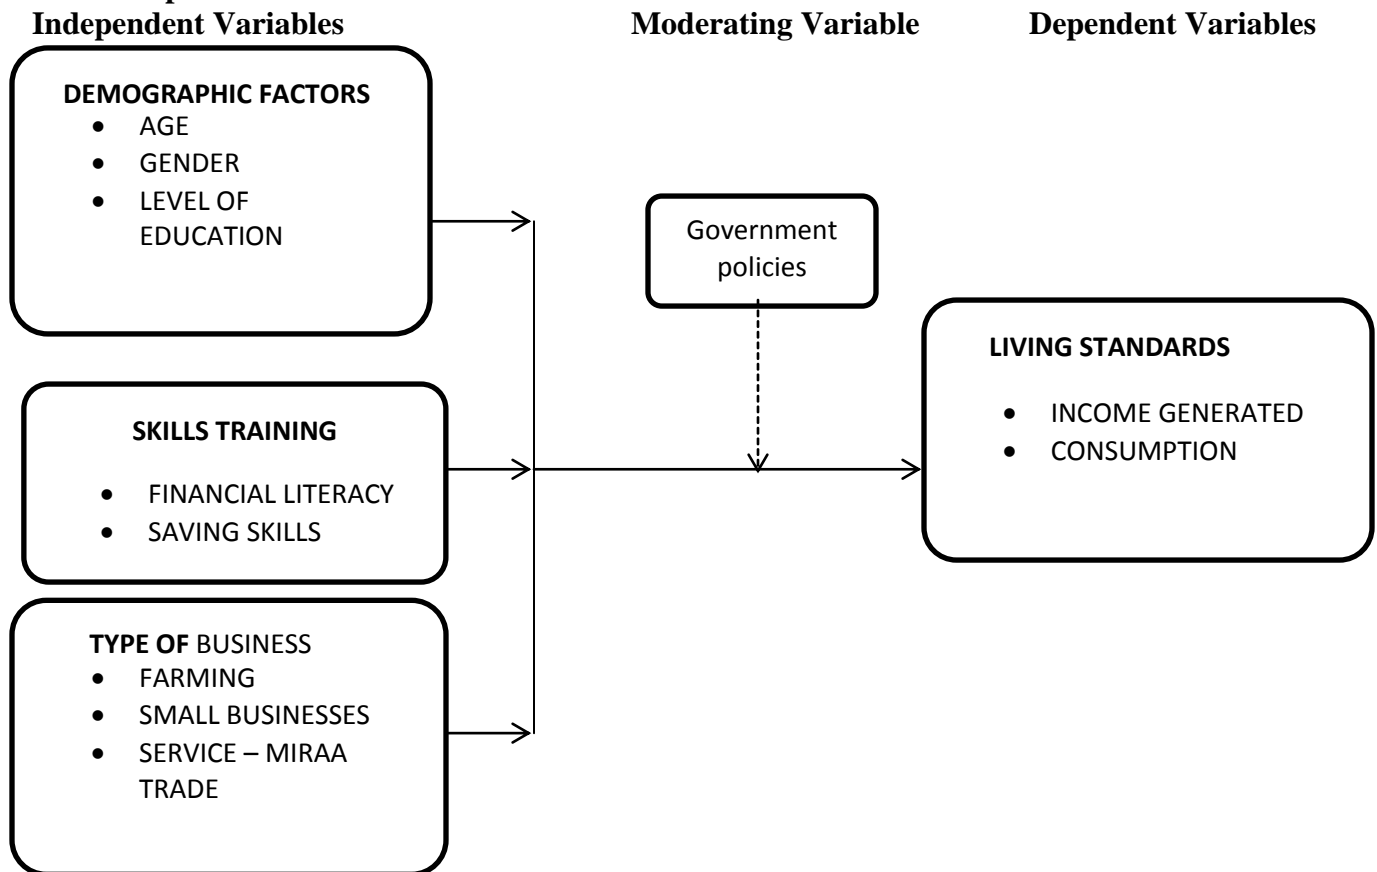 Independent Variables
Moderating Variable
Dependent Variables
DEMOGRAPHIC FACTORS
• AGE
• GENDER
• LEVEL OF
EDUCATION
SKILLS TRAINING
• FINANCIAL LITERACY
• SAVING SKILLS
TYPE OF BUSINESS
• FARMING
• SMALL BUSINESSES
• SERVICE – MIRAA
TRADE
Government
policies
LIVING STANDARDS
• INCOME GENERATED
• CONSUMPTION